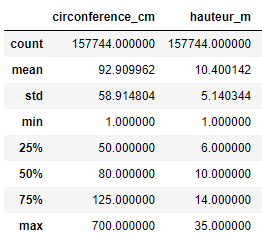 circonference_cm hauteur_m
count 157744.000000 157744.000000
mean 92.909962 10.400142
std 58.914804 5.140344
min 1.000000 1.000000
25% 50.000000 6.000000
50% 80.000000 10.000000
75% 125.000000 14.000000
max 700.000000 35.000000